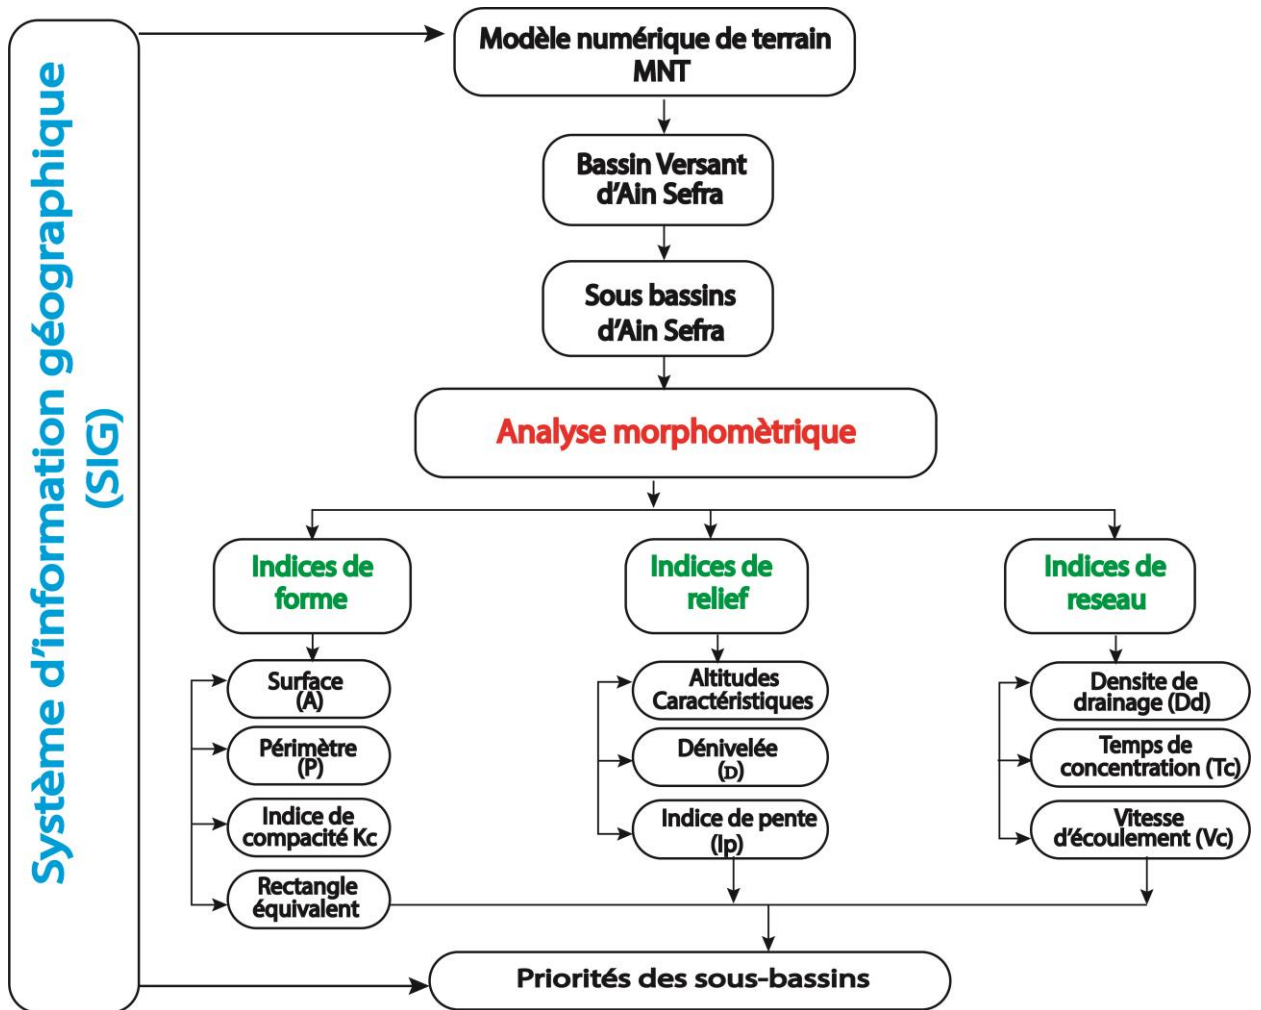 Système d'information géographique
(SIG)
Modèle numérique de terrain
MNT
Bassin Versant
d'Ain Sefra
Sous bassins
d'Ain Sefra
Analyse morphomètrique
Indices de
forme
Indices de
relief
Indices de
reseau
Surface
(A)
Périmètre
(P)
Indice de
compacité Kc
Rectangle
équivalent
Altitudes
Caractéristiques
Dénivelée
(D)
Indice de pente
(Ip)
Densite de
drainage (Dd)
Temps de
concentration (Tc)
Vitesse
d'écoulement (Vc)
Priorités des sous-bassins